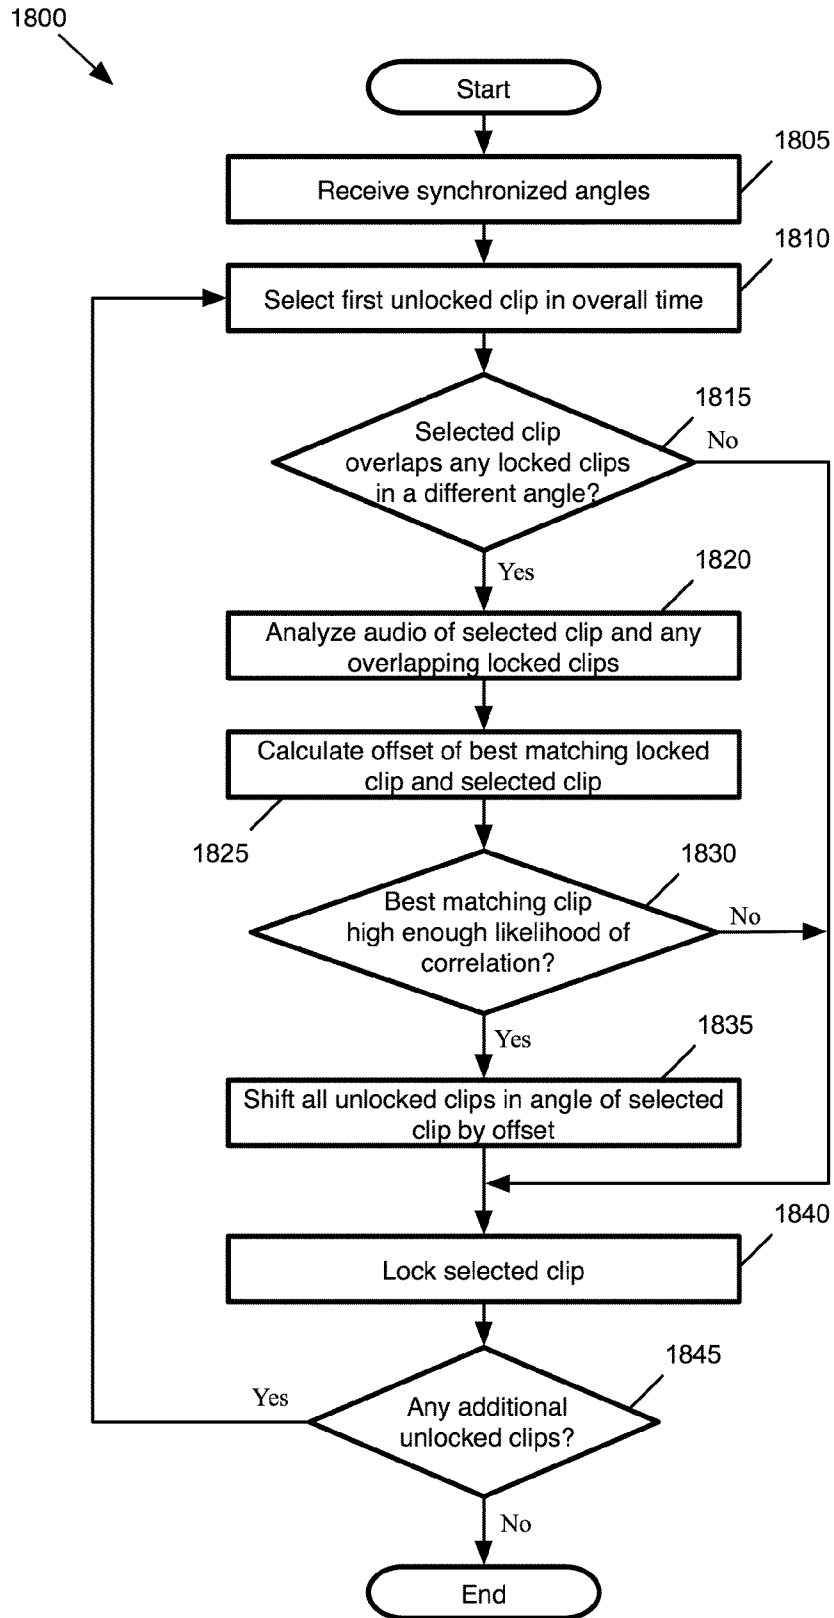 1800
Start
1805
Receive synchronized angles
1810
Select first unlocked clip in overall time
1815
Selected clip
overlaps any locked clips
in a different angle?
No
Yes
1820
Analyze audio of selected clip and any
overlapping locked clips
Calculate offset of best matching locked
clip and selected clip
1825
1830
Best matching clip
high enough likelihood of
correlation?
No
Yes
1835
Shift all unlocked clips in angle of selected
clip by offset
1840
Lock selected clip
1845
Yes
Any additional
unlocked clips?
No
End